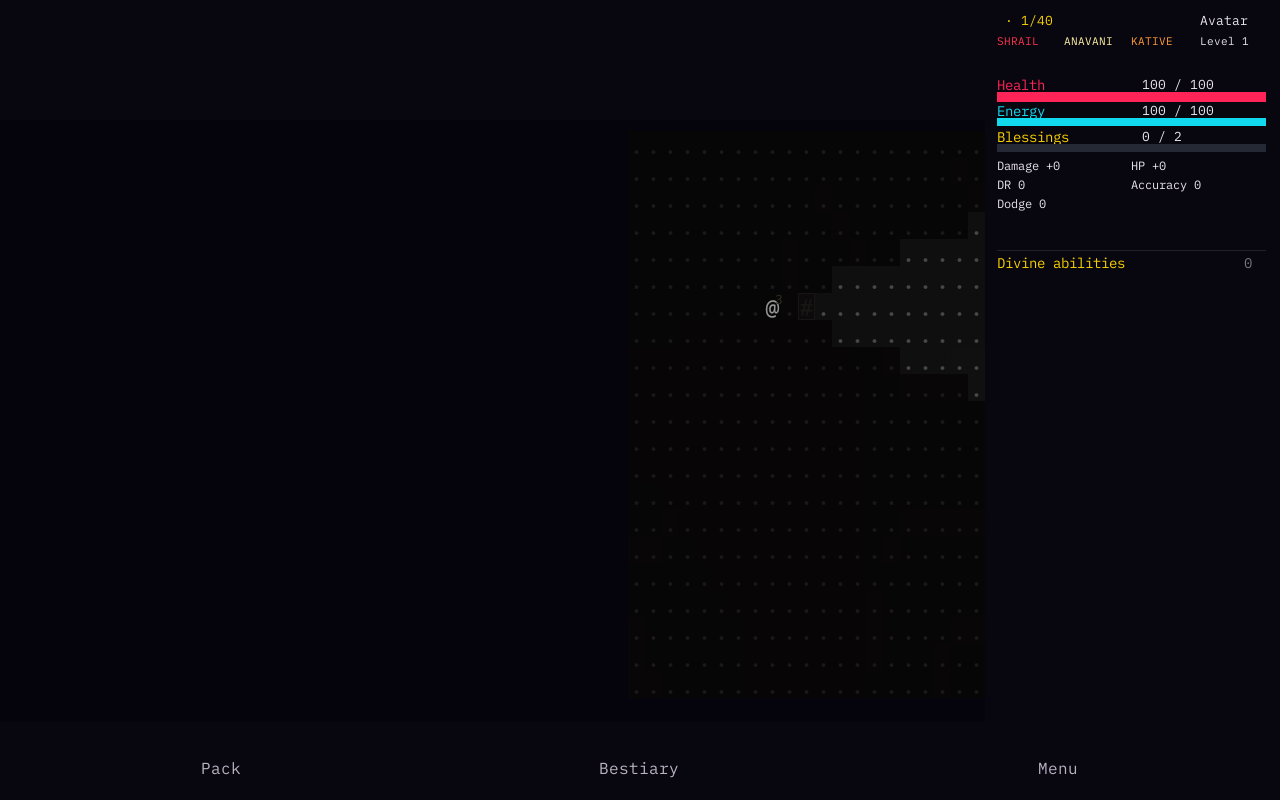 · 1/40 Avatar
SHRAIL ANAVANI KATIVE Level 1
Health 100 / 100
Energy 100 / 100
Blessings 0 / 2
Damage +0 HP +0
DR 0 Accuracy 0
Dodge 0
Divine abilities 0
@3 #
Pack Bestiary Menu